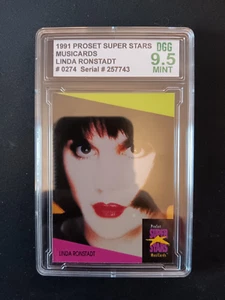 1991 PROSET SUPER STARS
MUSICARDS
LINDA RONSTADT
# 0274 Serial # 257743
DGG
9.5
MINT
LINDA RONSTADT
ProSet
SUPER
STARS
MusiCards